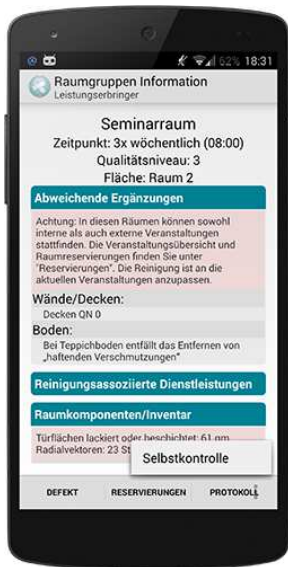 62% 18:31
Raumgruppen Information
Leistungserbringer
Seminarraum
Zeitpunkt: 3x wöchentlich (08:00)
Qualitätsniveau: 3
Fläche: Raum 2
Abweichende Ergänzungen
Achtung: In diesen Räumen können sowohl
interne als auch externe Veranstaltungen
stattfinden. Die Veranstaltungsübersicht und
Raumreservierungen finden Sie unter
"Reservierungen". Die Reinigung ist an die
aktuellen Veranstaltungen anzupassen.
Wände/Decken:
Decken QN 0
Boden:
Bei Teppichboden entfällt das Entfernen von
„haftenden Verschmutzungen“
Reinigungsassoziierte Dienstleistungen
Raumkomponenten/Inventar
Türflächen lackiert oder beschichtet: 61 qm
Radialvektoren: 23 St
Selbstkontrolle
DEFEKT RESERVIERUNGEN PROTOKOLL